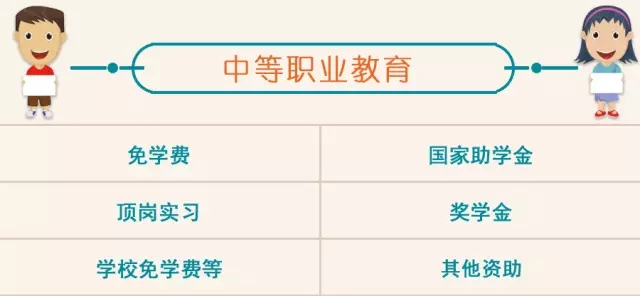 中等职业教育
免学费
国家助学金
顶岗实习
奖学金
学校免学费等
其他资助